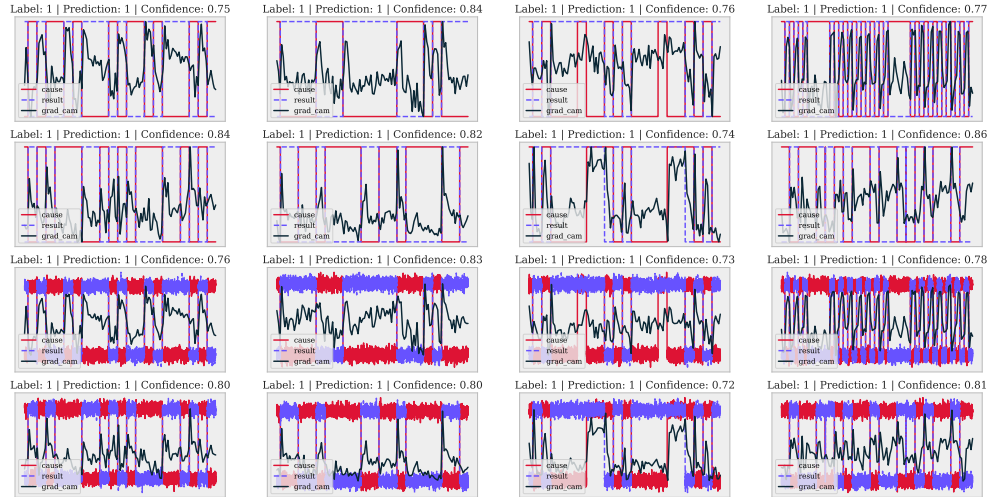 Label: 1 | Prediction: 1 | Confidence: 0.75
cause
result
grad_cam
Label: 1 | Prediction: 1 | Confidence: 0.84
cause
result
grad_cam
Label: 1 | Prediction: 1 | Confidence: 0.76
cause
result
grad_cam
Label: 1 | Prediction: 1 | Confidence: 0.77
cause
result
grad_cam
Label: 1 | Prediction: 1 | Confidence: 0.84
cause
result
grad_cam
Label: 1 | Prediction: 1 | Confidence: 0.82
cause
result
grad_cam
Label: 1 | Prediction: 1 | Confidence: 0.74
cause
result
grad_cam
Label: 1 | Prediction: 1 | Confidence: 0.86
cause
result
grad_cam
Label: 1 | Prediction: 1 | Confidence: 0.76
cause
result
grad_cam
Label: 1 | Prediction: 1 | Confidence: 0.83
cause
result
grad_cam
Label: 1 | Prediction: 1 | Confidence: 0.73
cause
result
grad_cam
Label: 1 | Prediction: 1 | Confidence: 0.78
cause
result
grad_cam
Label: 1 | Prediction: 1 | Confidence: 0.80
cause
result
grad_cam
Label: 1 | Prediction: 1 | Confidence: 0.80
cause
result
grad_cam
Label: 1 | Prediction: 1 | Confidence: 0.72
cause
result
grad_cam
Label: 1 | Prediction: 1 | Confidence: 0.81
cause
result
grad_cam